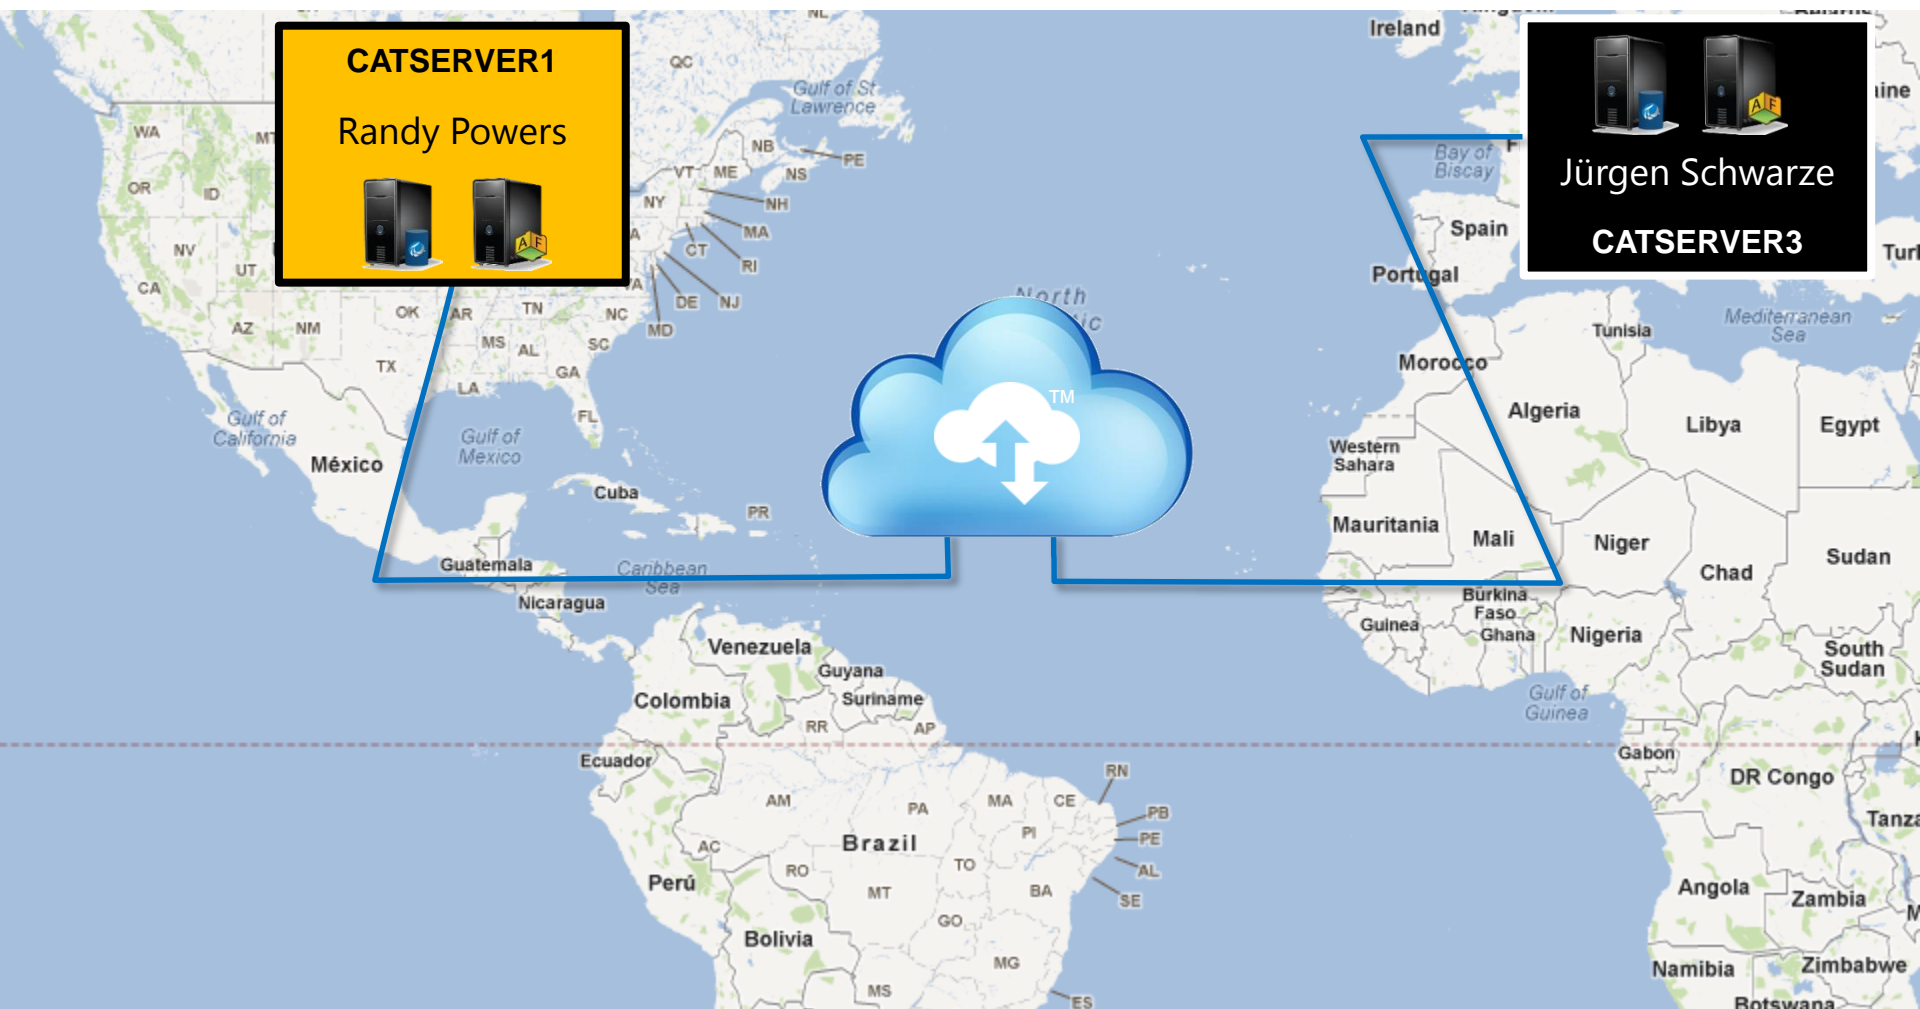 CATSERVER1
Randy Powers
Jürgen Schwarze
CATSERVER3
A F
A F
TM
NL
QC
Gulf of St
Lawrence
Ireland
WA
OR
ID
NV
UT
CA
AZ
NM
OK
AR
TN
NC
TX
MS
AL
SC
LA
GA
FL
NY
VT
ME
NB
PE
NS
NH
MA
CT
RI
DE
NJ
MD
North
Bay of
Biscay
Spain
Portugal
Morocco
Tunisia
Mediterranean
Sea
Algeria
Libya
Egypt
Western
Sahara
Mauritania
Mali
Niger
Chad
Sudan
Gulf of
California
México
Gulf of
Mexico
Cuba
PR
Guatemala
Caribbean
Sea
Nicaragua
Burkina
Faso
Guinea
Ghana
Nigeria
South
Sudan
Gulf of
Guinea
Venezuela
Guyana
Colombia
Suriname
RR
AP
Ecuador
Gabon
DR Congo
AM
PA
MA
CE
RN
PB
PI
PE
Brazil
AC
RO
TO
AL
Perú
MT
BA
SE
GO
Bolivia
MG
MS
ES
Angola
Zambia
Namibia
Zimbabwe
Botswana